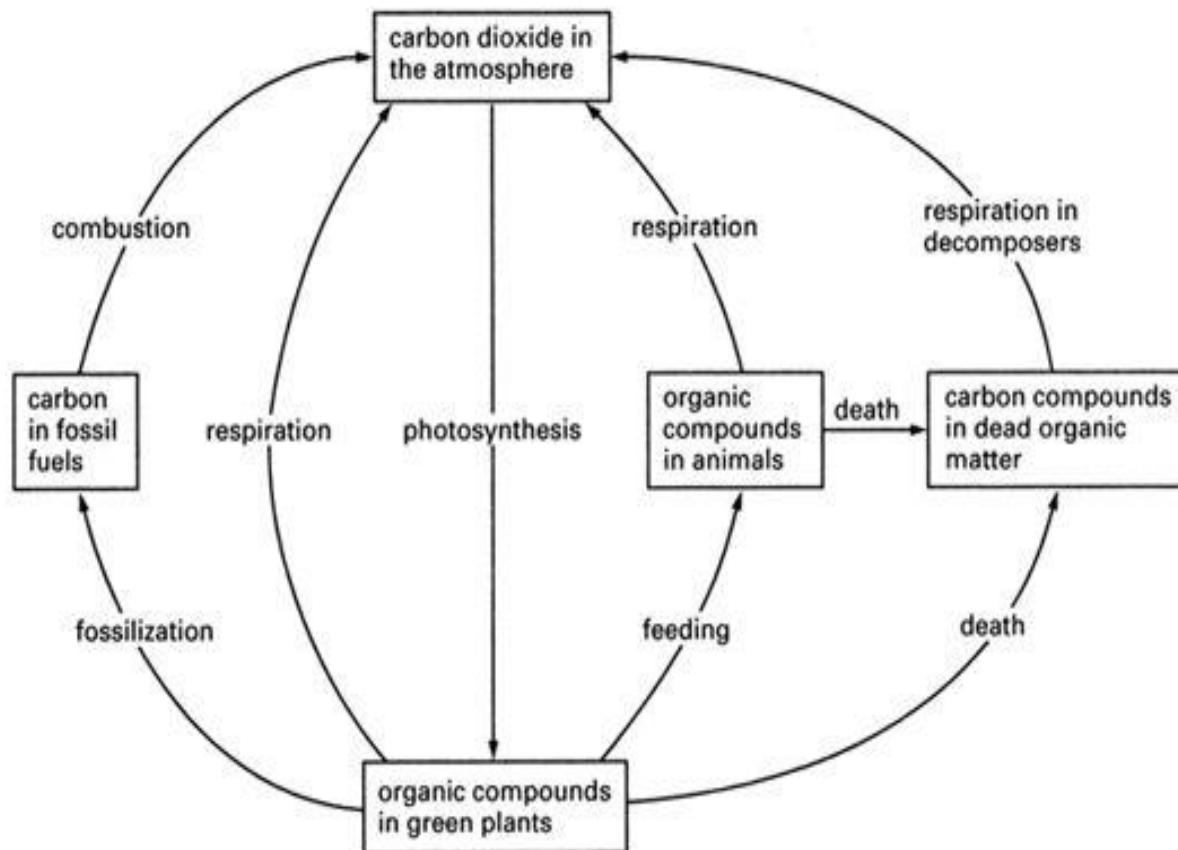 carbon dioxide in
the atmosphere
combustion
respiration
respiration in
decomposers
carbon
in fossil
fuels
respiration
photosynthesis
organic
compounds
in animals
death
carbon compounds
in dead organic
matter
fossilization
feeding
death
organic compounds
in green plants